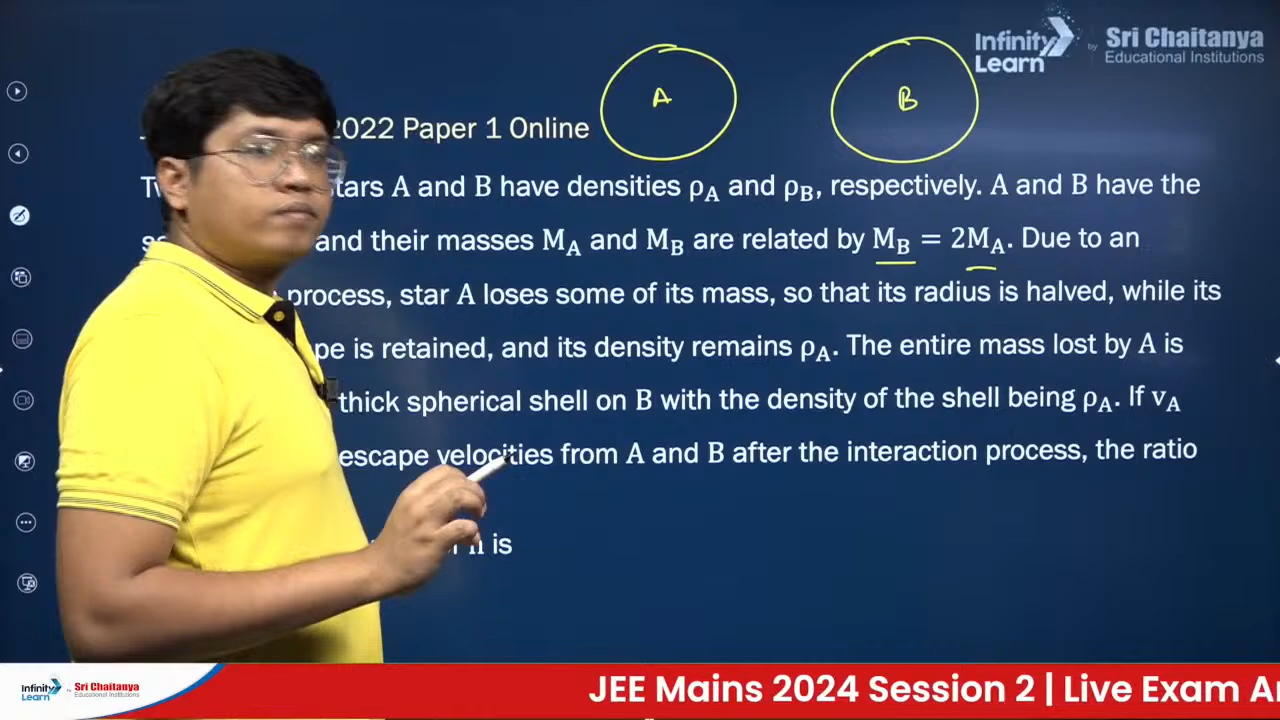 Infinity Learn by Sri Chaitanya Educational Institutions
A
B
2022 Paper 1 Online
stars A and B have densities ρA and ρB, respectively. A and B have the
and their masses MA and MB are related by MB = 2MA. Due to an
process, star A loses some of its mass, so that its radius is halved, while its
is retained, and its density remains ρA. The entire mass lost by A is
thick spherical shell on B with the density of the shell being ρA. If vA
escape velocities from A and B after the interaction process, the ratio
n is
Infinity Learn by Sri Chaitanya Educational Institutions
JEE Mains 2024 Session 2 | Live Exam